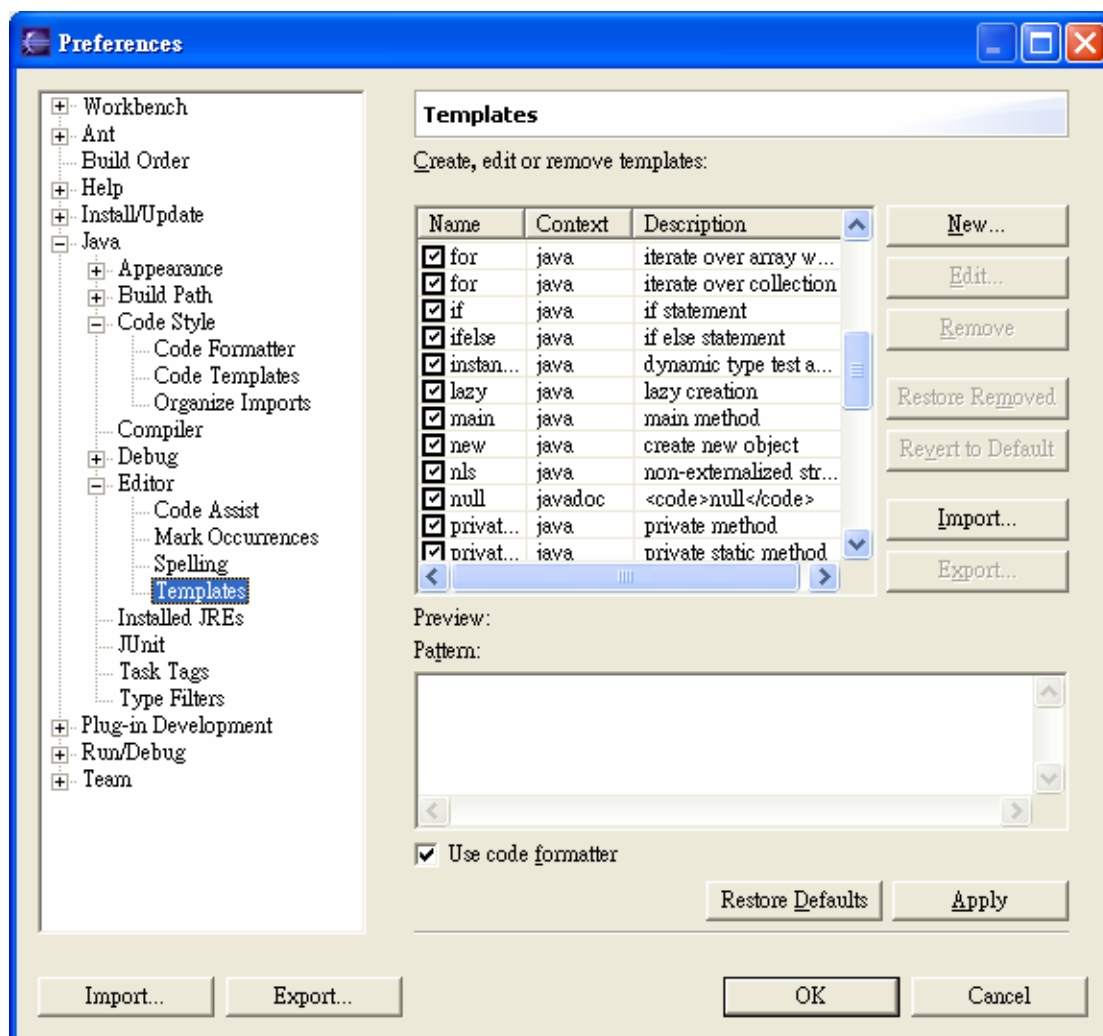 Preferences
Workbench
Ant
Build Order
Help
Install/Update
Java
Appearance
Build Path
Code Style
Code Formatter
Code Templates
Organize Imports
Compiler
Debug
Editor
Code Assist
Mark Occurrences
Spelling
Templates
Installed JREs
JUnit
Task Tags
Type Filters
Plug-in Development
Run/Debug
Team
Templates
Create, edit or remove templates:
Name Context Description
for java iterate over array w...
for java iterate over collection
if java if statement
ifelse java if else statement
instan... java dynamic type test a...
lazy java lazy creation
main java main method
new java create new object
nls java non-externalized str...
null javadoc <code>null</code>
privat... java private method
privat... java private static method
New...
Edit...
Remove
Restore Removed
Revert to Default
Import...
Export...
Preview:
Pattern:
Use code formatter
Restore Defaults Apply
Import... Export... OK Cancel